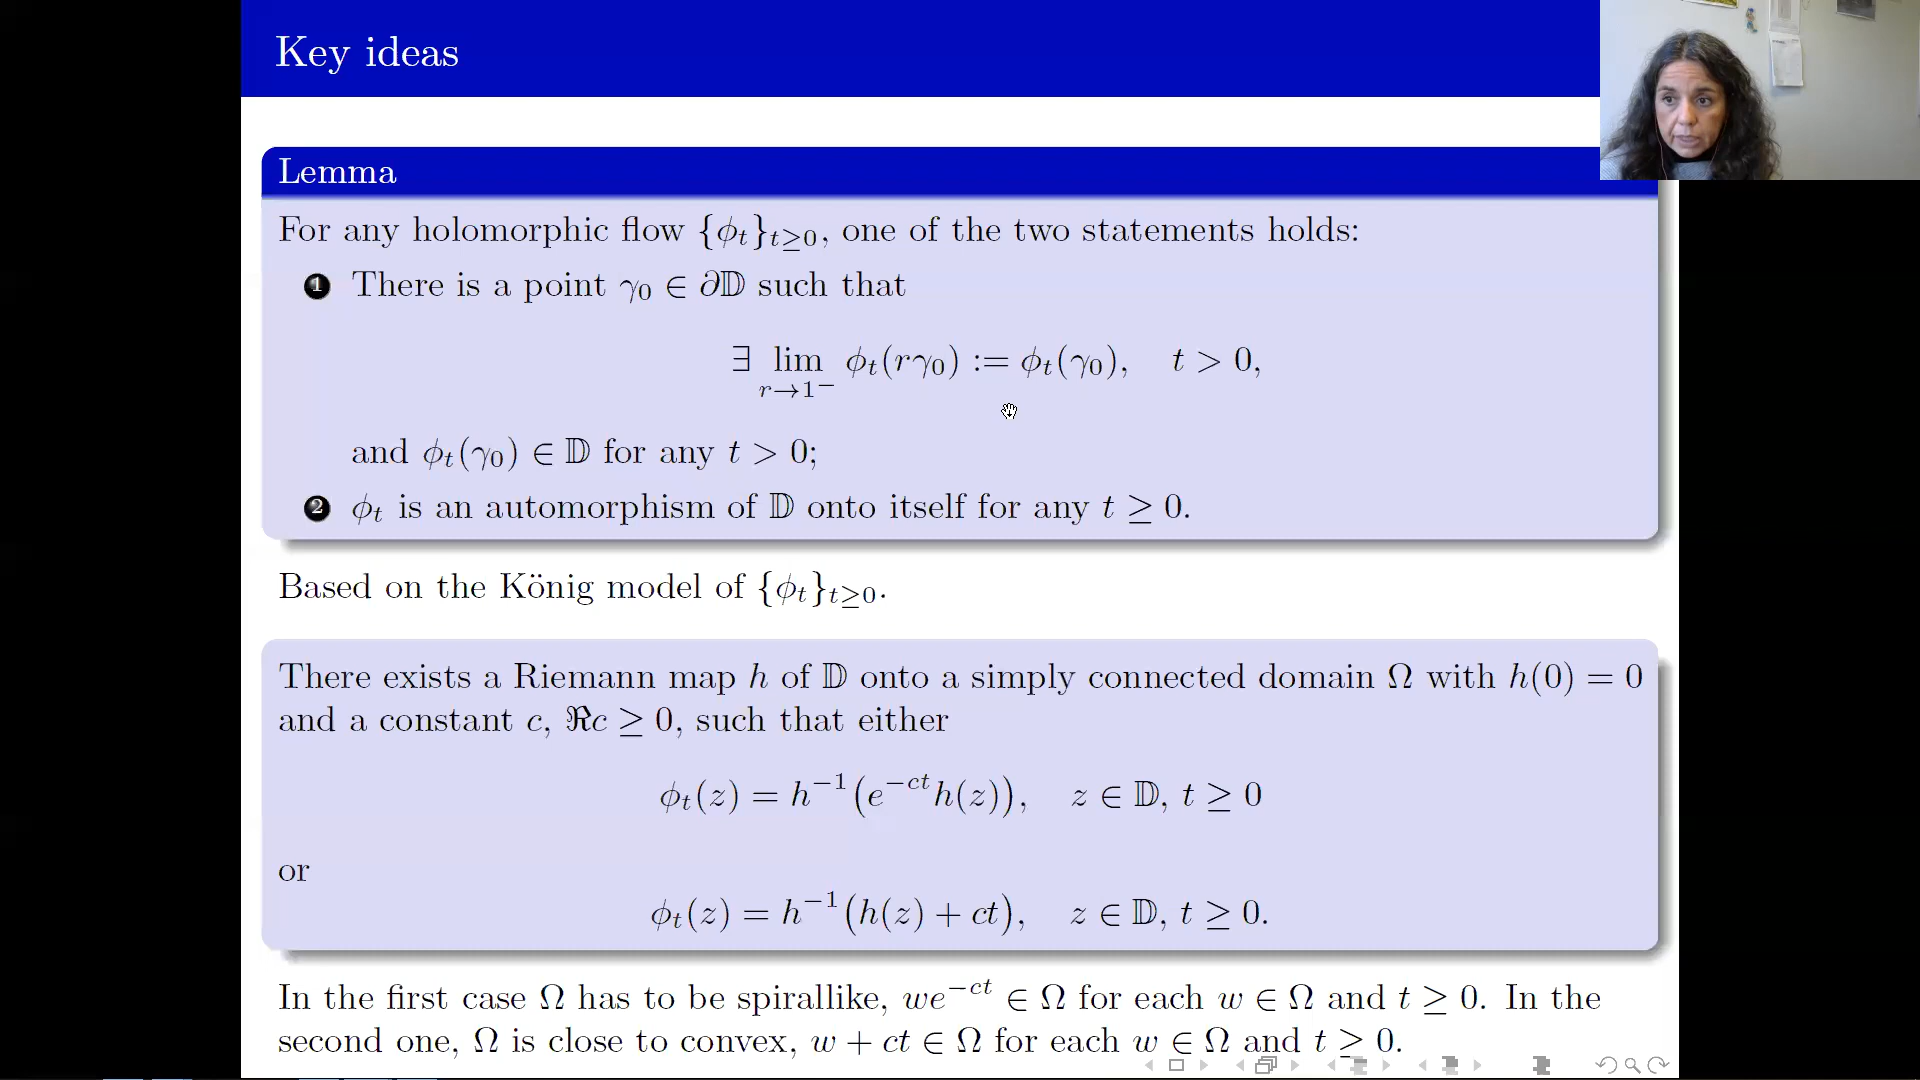 Key ideas
Lemma
For any holomorphic flow {ϕ_t}_{t≥0}, one of the two statements holds:
1 There is a point γ_0 ∈ ∂𝔻 such that
∃ lim_{r→1^−} ϕ_t(rγ_0) := ϕ_t(γ_0), t > 0,
and ϕ_t(γ_0) ∈ 𝔻 for any t > 0;
2 ϕ_t is an automorphism of 𝔻 onto itself for any t ≥ 0.
Based on the König model of {ϕ_t}_{t≥0}.
There exists a Riemann map h of 𝔻 onto a simply connected domain Ω with h(0) = 0
and a constant c, ℜc ≥ 0, such that either
ϕ_t(z) = h^{−1}(e^{−ct}h(z)), z ∈ 𝔻, t ≥ 0
or
ϕ_t(z) = h^{−1}(h(z) + ct), z ∈ 𝔻, t ≥ 0.
In the first case Ω has to be spirallike, we^{−ct} ∈ Ω for each w ∈ Ω and t ≥ 0. In the
second one, Ω is close to convex, w + ct ∈ Ω for each w ∈ Ω and t ≥ 0.